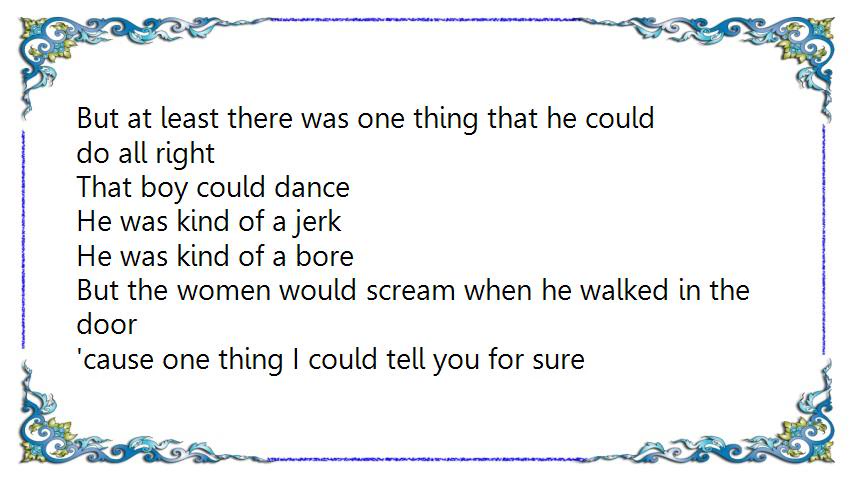 But at least there was one thing that he could
do all right
That boy could dance
He was kind of a jerk
He was kind of a bore
But the women would scream when he walked in the
door
'cause one thing I could tell you for sure